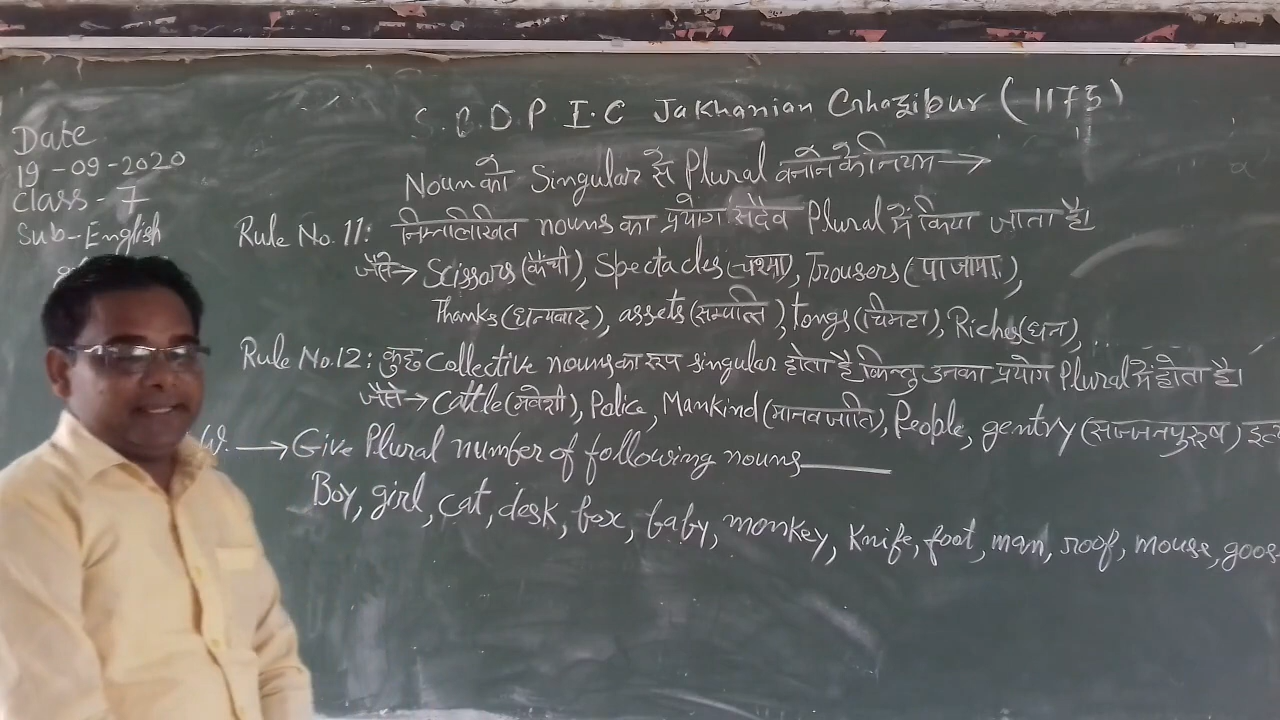 S.B.D.P I.C Jakhanian Ghazipur (1175)
Date
19-09-2020
Class-7
Sub-English
Noun को Singular से Plural बनाने के नियम →
Rule No. 11: निम्नलिखित nouns का प्रयोग सदैव Plural में किया जाता है।
जैसे→ Scissors (कैंची), Spectacles (चश्मा), Trousers (पाजामा),
Thanks (धन्यवाद), assets (सम्पत्ति), tongs (चिमटा), Riches (धन), ...
Rule No. 12: कुछ Collective nouns का रूप singular होता है किन्तु उनका प्रयोग Plural में होता है।
जैसे→ Cattle (मवेशी), Police, Mankind (मानव जाति), People, gentry (सज्जन पुरूष)
W. → Give Plural number of following nouns
Boy, girl, cat, desk, box, baby, monkey, knife, foot, man, roof, mouse, goos